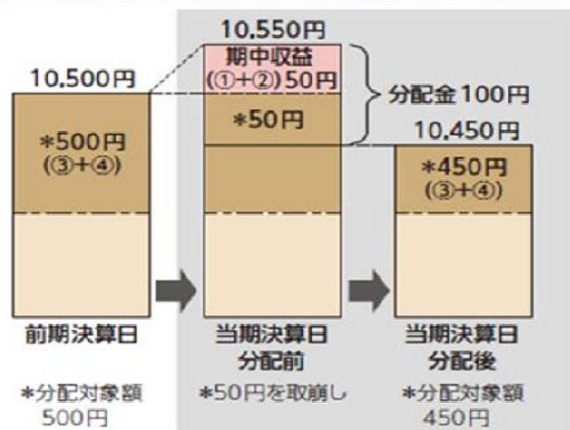 10,500円
*500円
(③+④)
前期決算日
*分配対象額
500円
10,550円
期中収益
(①+②)50円
*50円
分配金100円
当期決算日
分配前
*50円を取崩し
10,450円
*450円
(③+④)
当期決算日
分配後
*分配対象額
450円